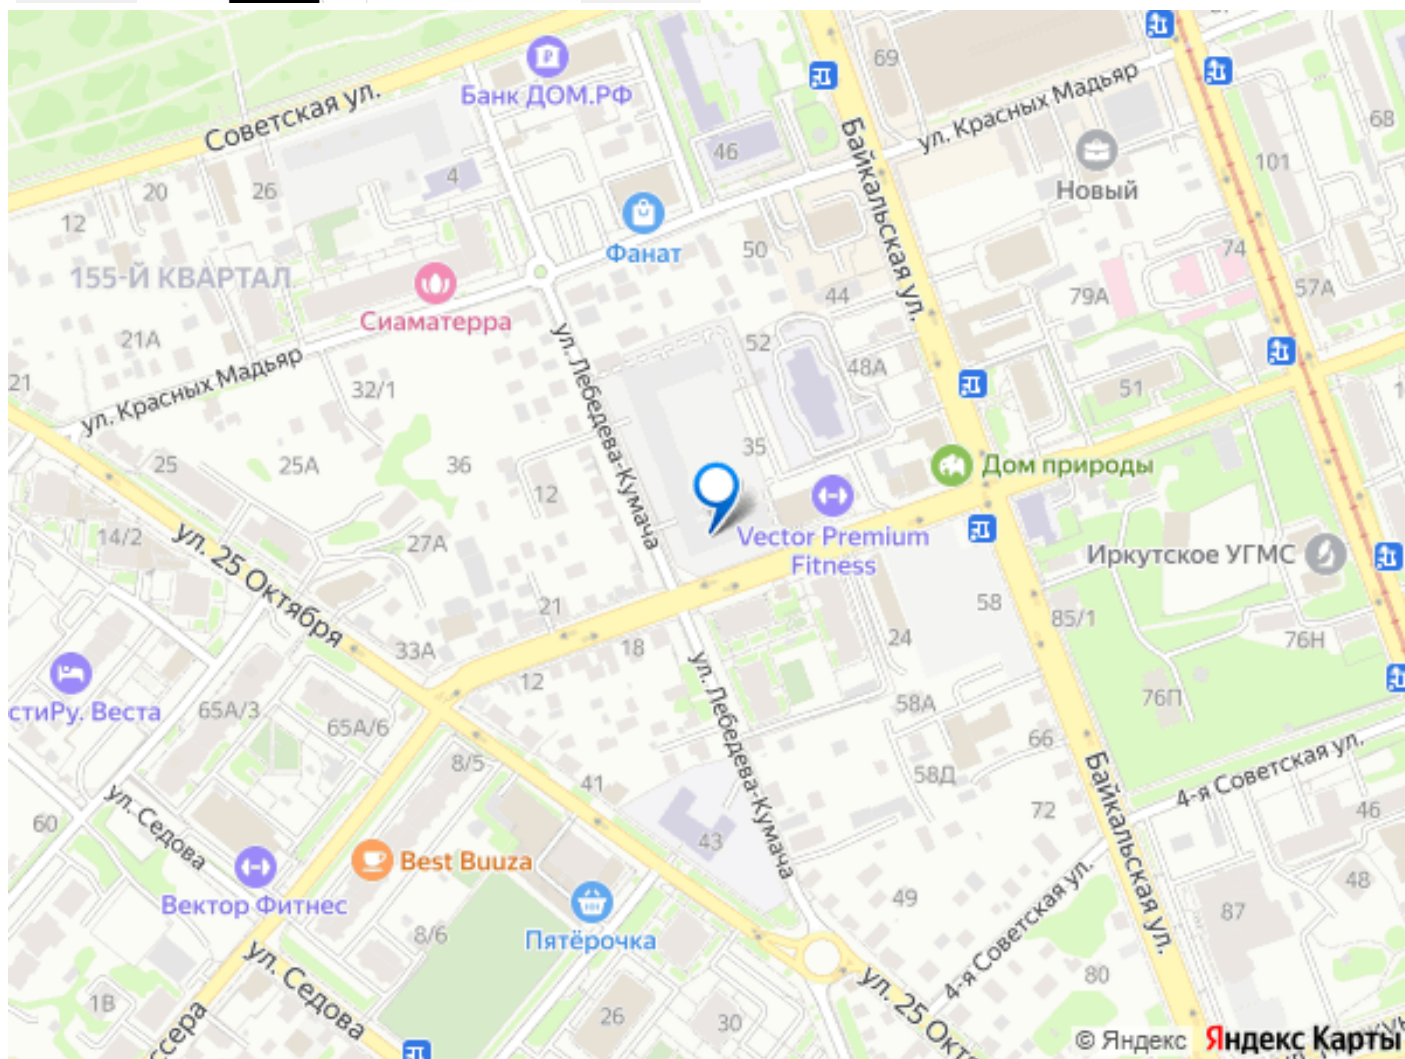 Советская ул.
Банк ДОМ.РФ
69
ул. Красных Мадьяр
68
46
Байкальская ул.
Новый
101
20
26
4
12
Фанат
50
74
155-Й КВАРТАЛ
44
79А
57А
Сиаматерра
21А
ул. Лебедева-Кумача
52
48А
21
32/1
51
ул. Красных Мадьяр
35
25
25А
36
12
Дом природы
14/2
ул. 25 Октября
27А
Vector Premium
Fitness
Иркутское УГМС
21
58
85/1
33А
18
24
76Н
12
ул. Лебедева-Кумача
58А
76П
стиРу. Веста
65А/3
65А/6
66
8/5
41
58Д
Байкальская ул.
4-я Советская ул.
72
46
60
ул. Седова
43
Best Buuza
48
Вектор Фитнес
Пятёрочка
49
4-я Советская ул.
87
8/6
ул. Седова
80
1В
ссера
26
30
ул. 25 Окт
© Яндекс
Яндекс Карты